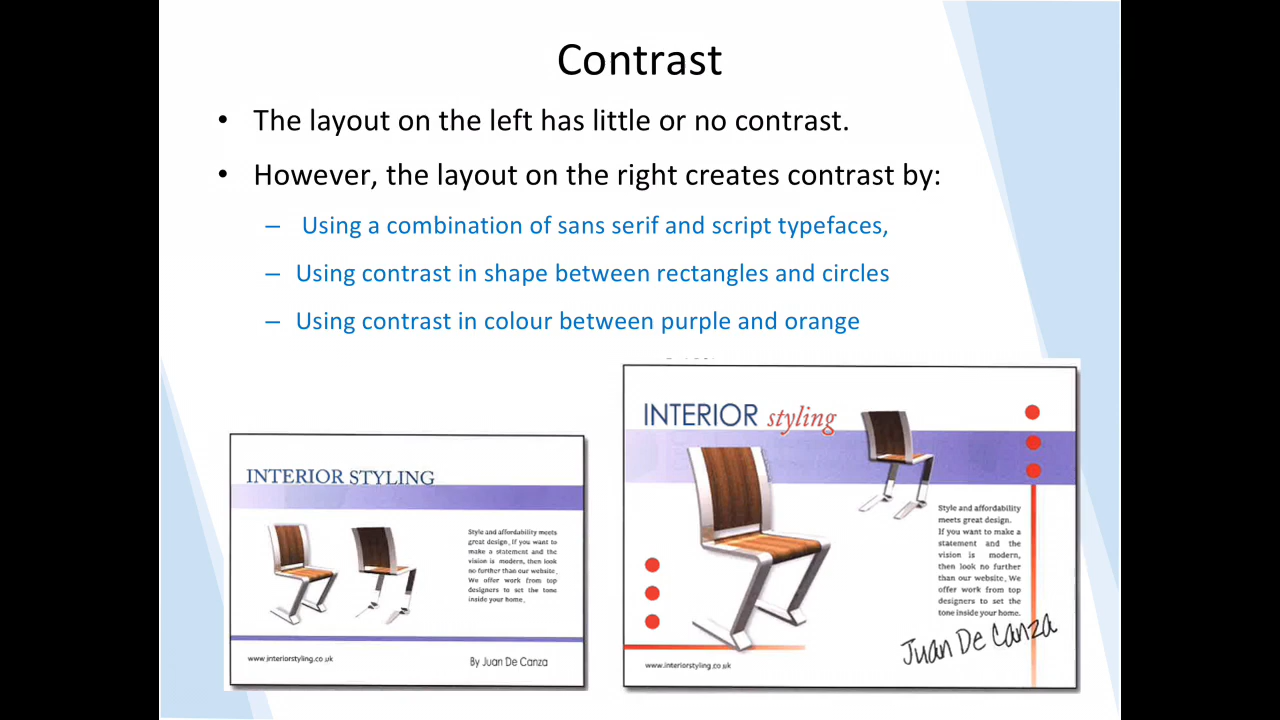 Contrast
• The layout on the left has little or no contrast.
• However, the layout on the right creates contrast by:
– Using a combination of sans serif and script typefaces,
– Using contrast in shape between rectangles and circles
– Using contrast in colour between purple and orange
INTERIOR STYLING
Style and affordability meets
great design. If you want to
make a statement and the
vision is modern, then look
no further than our website.
We offer work from top
designers to set the tone
inside your home.
www.interiorstyling.co.uk
By Juan De Canza
INTERIOR styling
Style and affordability
meets great design.
If you want to make a
statement and the
vision is modern,
then look no further
than our website. We
offer work from top
designers to set the
tone inside your home.
Juan De Canza
www.interiorstyling.co.uk